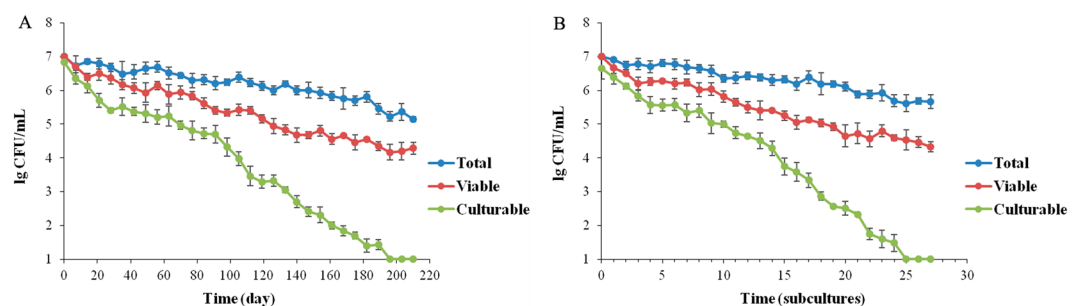 A
lg CFU/mL
8
7
6
5
4
3
2
1
0 20 40 60 80 100 120 140 160 180 200 220
Time (day)
Total
Viable
Culturable
B
lg CFU/mL
8
7
6
5
4
3
2
1
0 5 10 15 20 25 30
Time (subcultures)
Total
Viable
Culturable